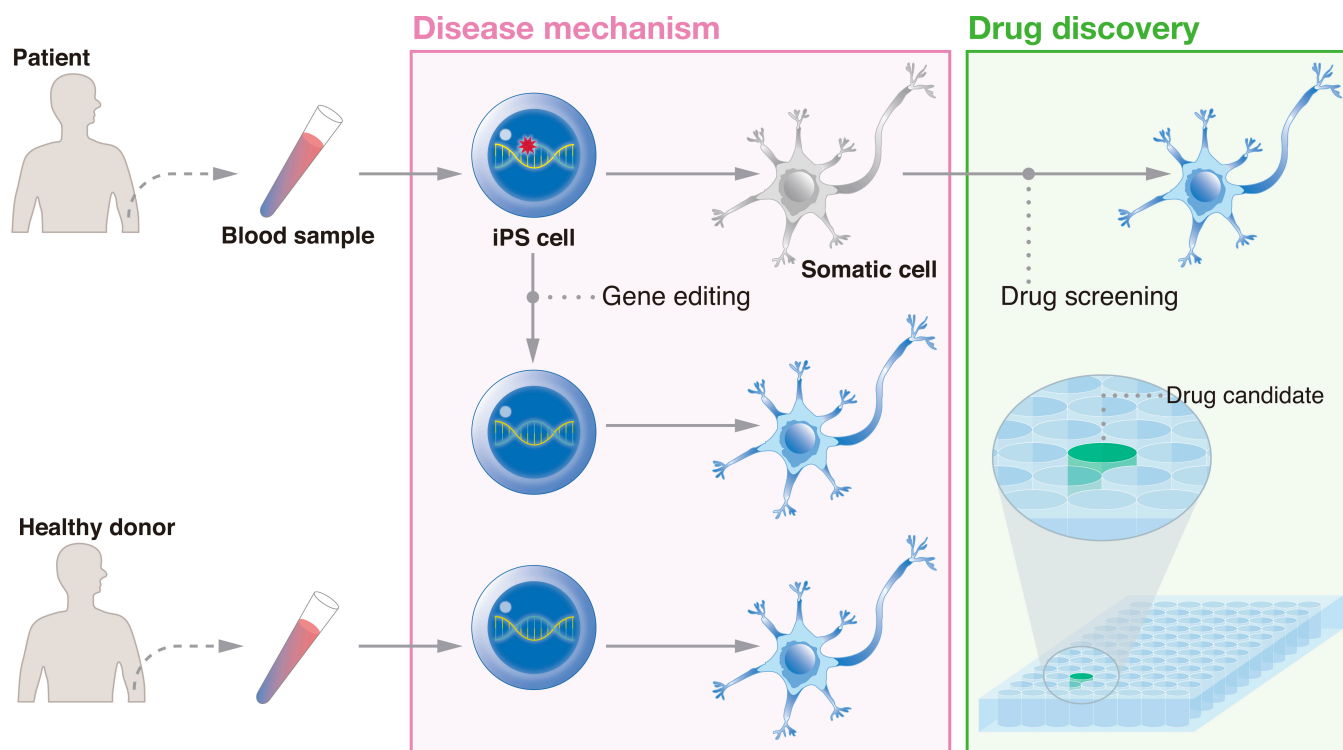 Disease mechanism
Drug discovery
Patient
Blood sample
iPS cell
Somatic cell
Gene editing
Drug screening
Drug candidate
Healthy donor